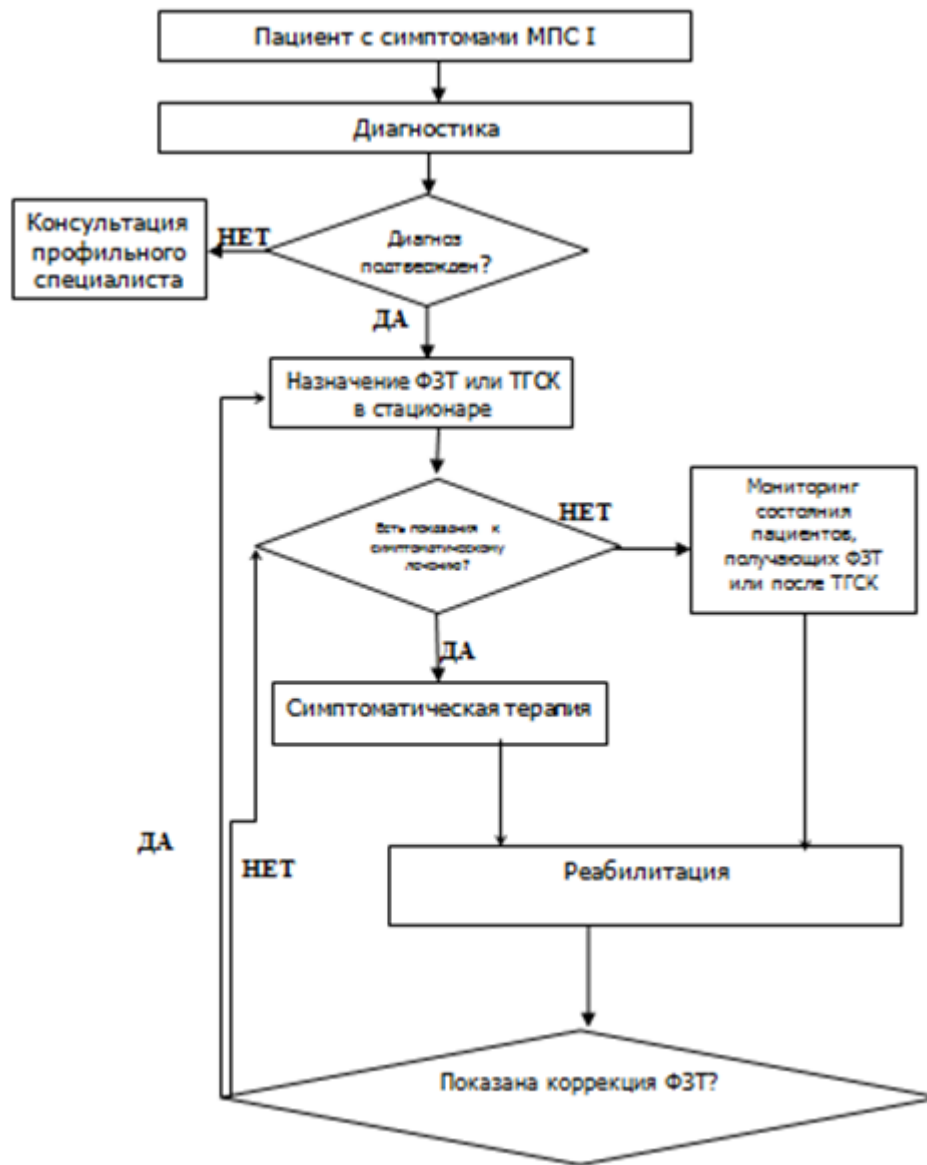 Пациент с симптомами МПС I
Диагностика
Консультация
профильного
специалиста
НЕТ
Диагноз
подтвержден?
ДА
Назначение ФЗТ или ТГСК
в стационаре
Есть показания к
симптоматическому
лечению?
НЕТ
Мониторинг
состояния
пациентов,
получающих ФЗТ
или после ТГСК
ДА
Симптоматическая терапия
ДА
НЕТ
Реабилитация
Показана коррекция ФЗТ?